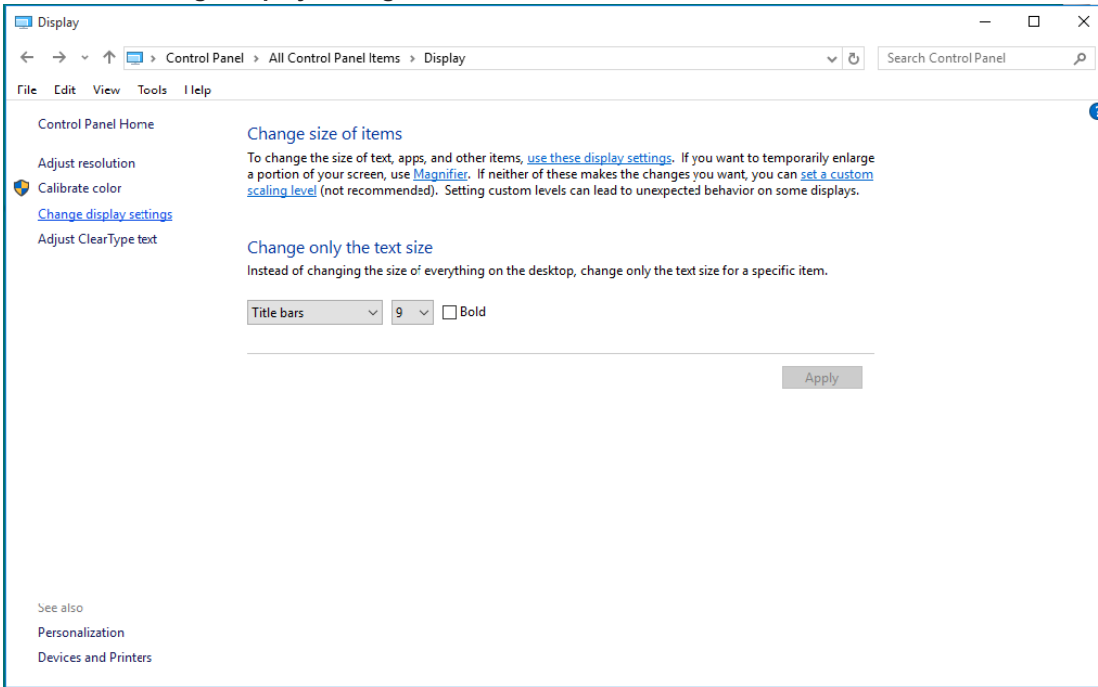 Display
Control Panel > All Control Panel Items > Display
Search Control Panel
File Edit View Tools Help
Control Panel Home
Adjust resolution
Calibrate color
Change display settings
Adjust ClearType text
Change size of items
To change the size of text, apps, and other items, use these display settings. If you want to temporarily enlarge
a portion of your screen, use Magnifier. If neither of these makes the changes you want, you can set a custom
scaling level (not recommended). Setting custom levels can lead to unexpected behavior on some displays.
Change only the text size
Instead of changing the size of everything on the desktop, change only the text size for a specific item.
Title bars 9 Bold
Apply
See also
Personalization
Devices and Printers